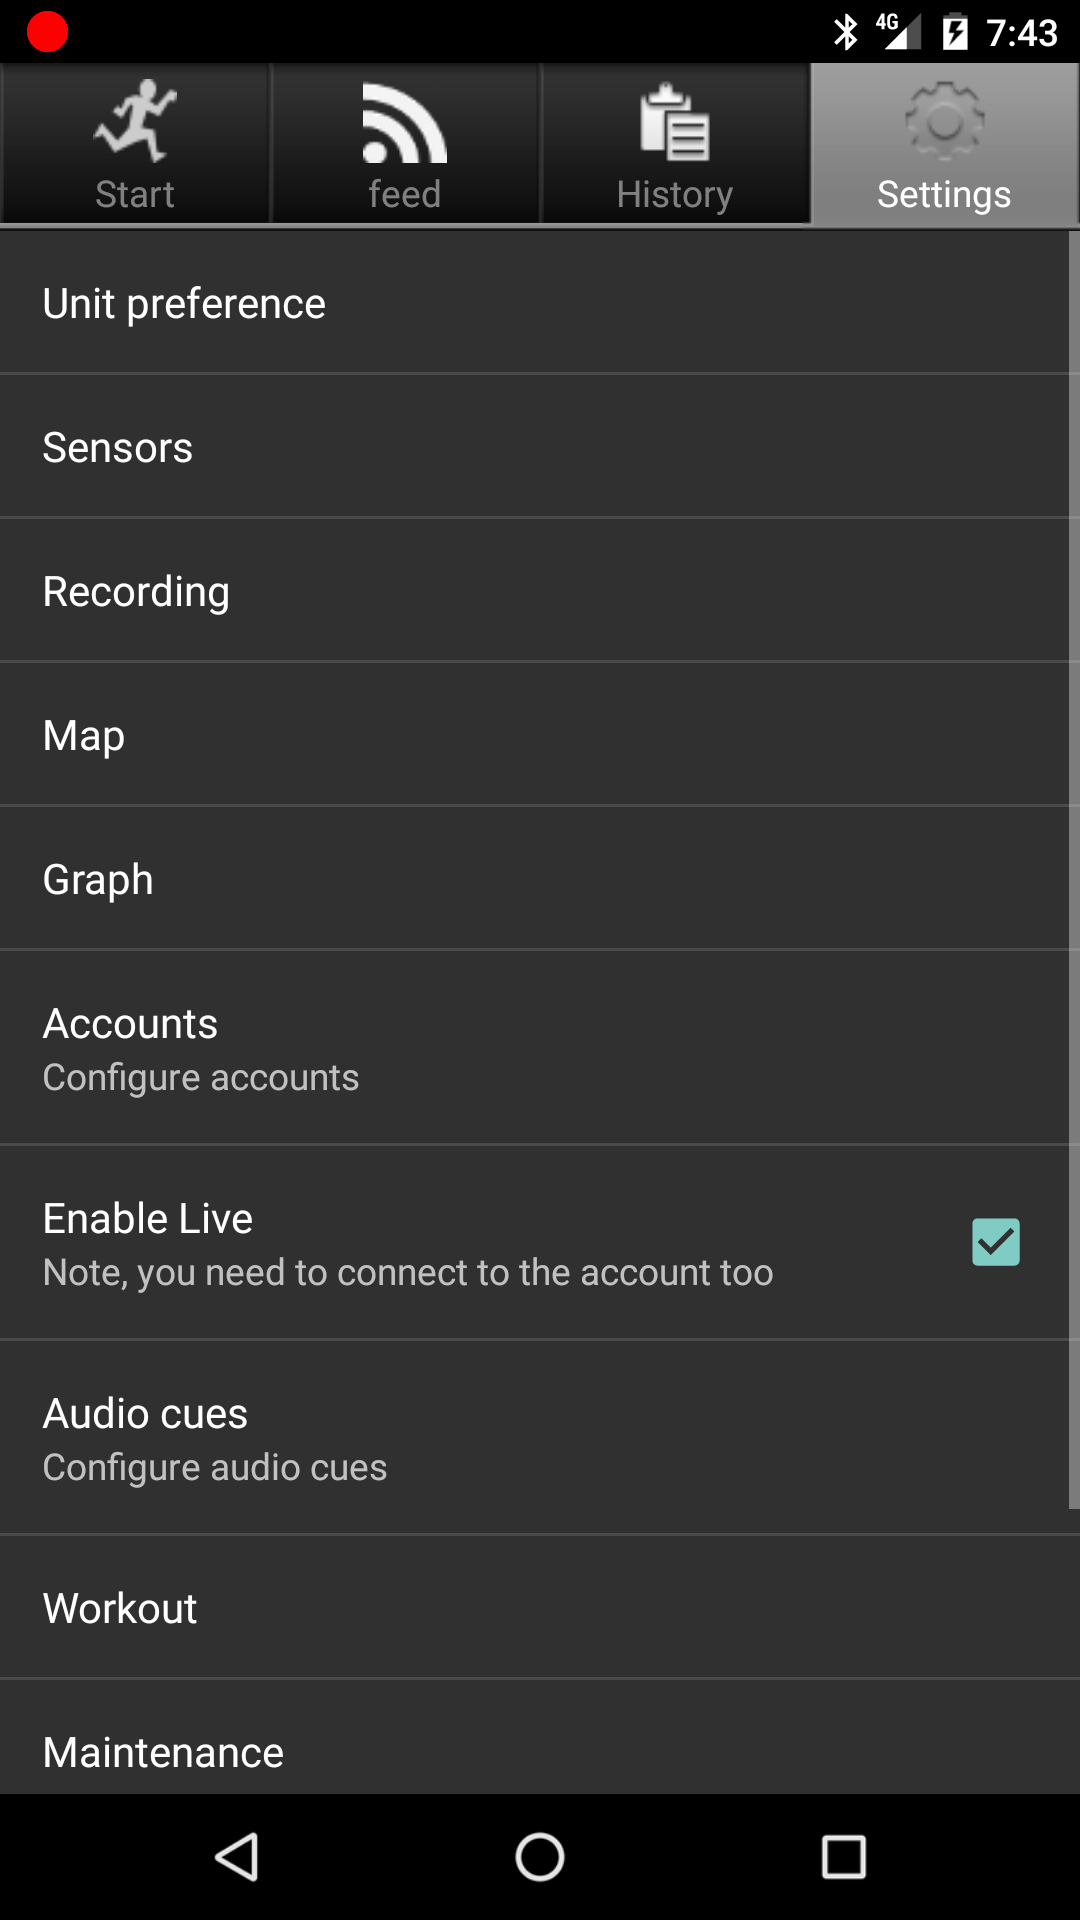 4G 7:43
Start feed History Settings
Unit preference
Sensors
Recording
Map
Graph
Accounts
Configure accounts
Enable Live
Note, you need to connect to the account too
Audio cues
Configure audio cues
Workout
Maintenance